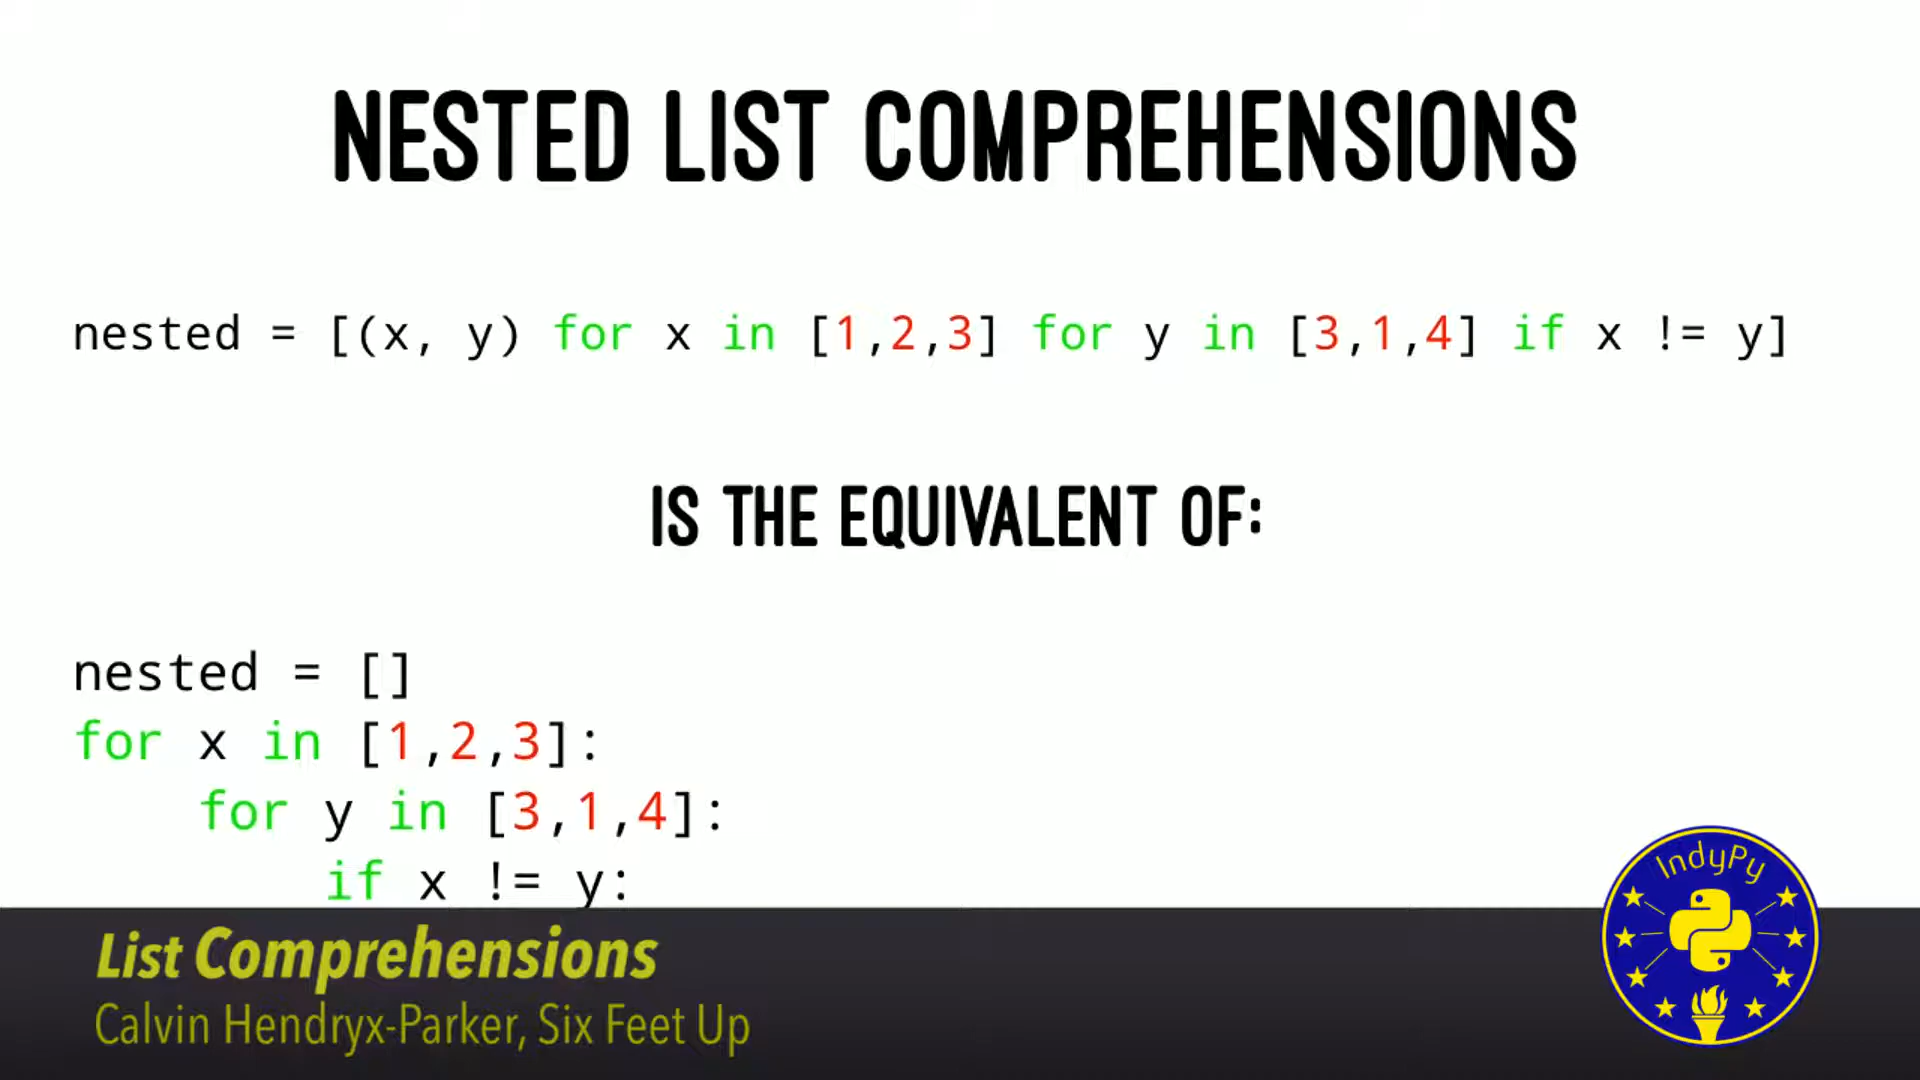 NESTED LIST COMPREHENSIONS
nested = [(x, y) for x in [1,2,3] for y in [3,1,4] if x != y]
IS THE EQUIVALENT OF:
nested = []
for x in [1,2,3]:
    for y in [3,1,4]:
        if x != y:
List Comprehensions
Calvin Hendryx-Parker, Six Feet Up
IndyPy